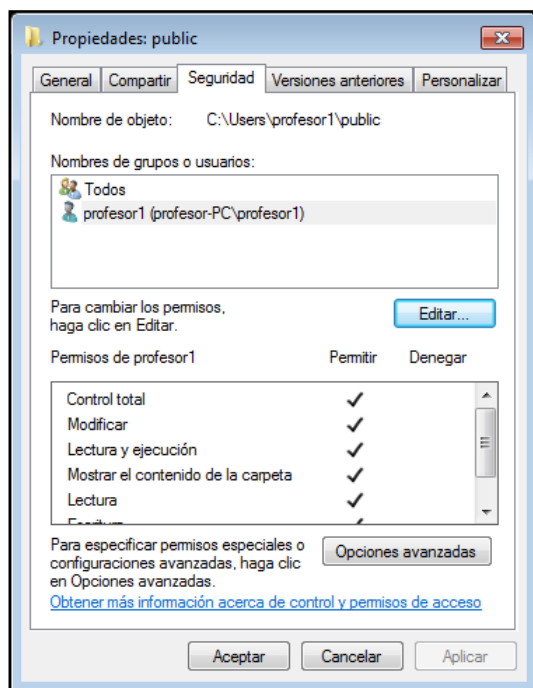 Propiedades: public
General Compartir Seguridad Versiones anteriores Personalizar
Nombre de objeto: C:\Users\profesor1\public
Nombres de grupos o usuarios:
Todos
profesor1 (profesor-PC\profesor1)
Para cambiar los permisos,
haga clic en Editar.
Editar...
Permisos de profesor1 Permitir Denegar
Control total
Modificar
Lectura y ejecución
Mostrar el contenido de la carpeta
Lectura
Escritura
Para especificar permisos especiales o
configuraciones avanzadas, haga clic
en Opciones avanzadas.
Opciones avanzadas
Obtener más información acerca de control y permisos de acceso
Aceptar Cancelar Aplicar